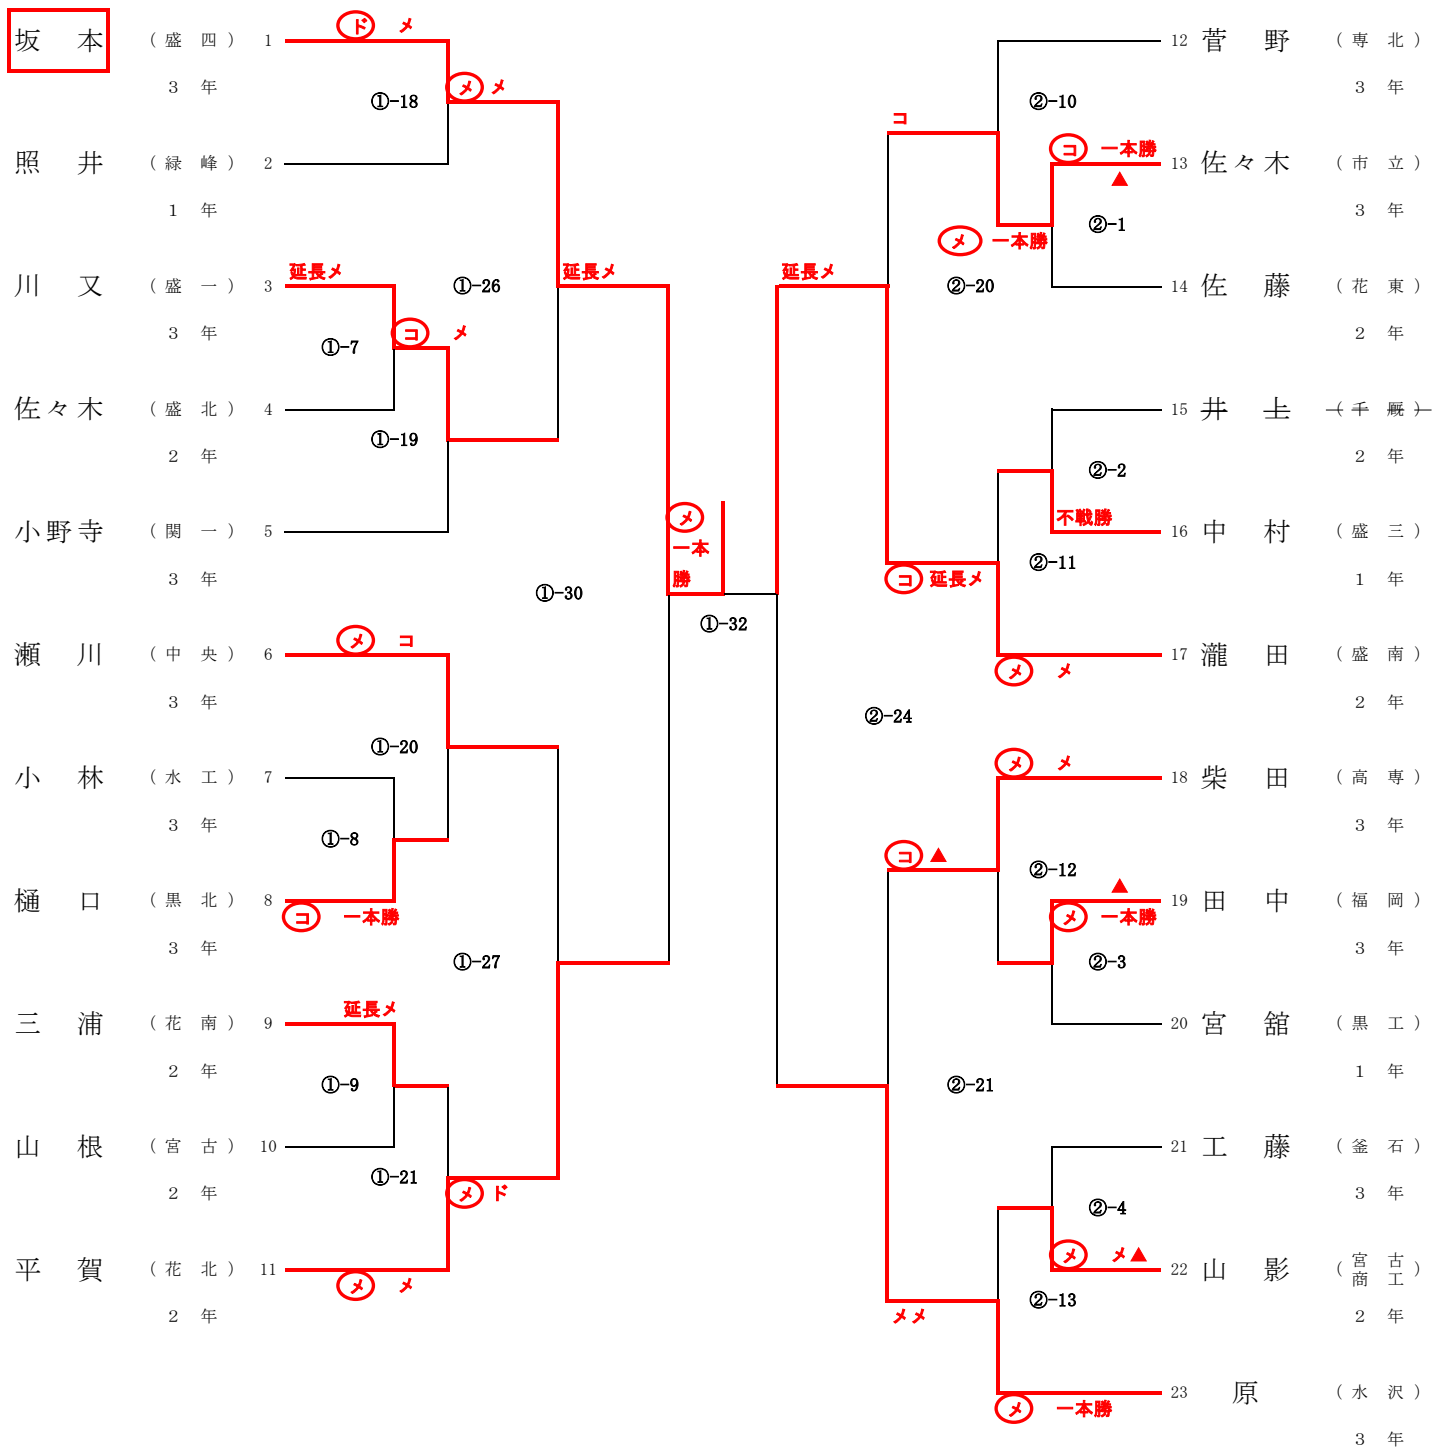 坂本 (盛四) 1 ド メ
3年
①-18
メ メ
照井 (緑峰) 2
1年
川又 (盛一) 3 延長メ
3年
①-26
延長メ
①-7
コ メ
佐々木 (盛北) 4
2年
①-19
小野寺 (関一) 5
3年
①-30
瀬川 (中央) 6 メ コ
3年
①-20
小林 (水工) 7
3年
①-8
樋口 (黒北) 8
コ 一本勝
3年
①-27
三浦 (花南) 9 延長メ
2年
①-9
山根 (宮古) 10
2年
①-21
メ ド
平賀 (花北) 11
メ メ
2年
メ
一本
勝
①-32
12 菅野 (専北)
3年
②-10
コ
コ 一本勝
13 佐々木 (市立)
▲
3年
②-1
メ 一本勝
延長メ
②-20
14 佐藤 (花東)
2年
15 井上 (千厩)
2年
②-2
不戦勝
16 中村 (盛三)
1年
②-11
コ 延長メ
17 瀧田 (盛南)
メ メ
2年
②-24
メ メ
18 柴田 (高専)
3年
コ ▲
②-12
▲
19 田中 (福岡)
メ 一本勝
3年
②-3
20 宮舘 (黒工)
1年
②-21
21 工藤 (釜石)
3年
②-4
メ メ▲
22 山影 (宮古商工)
2年
②-13
メメ
23 原 (水沢)
メ 一本勝
3年